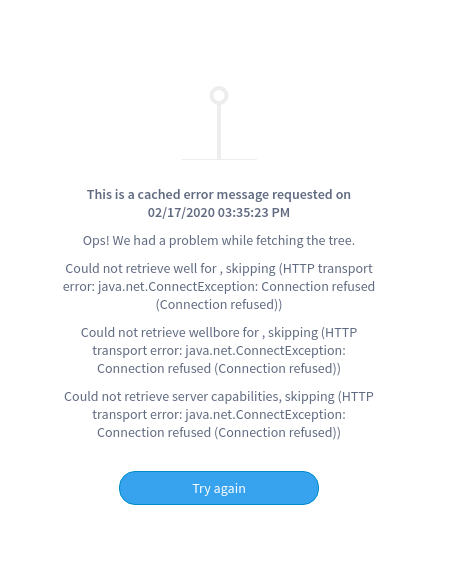 This is a cached error message requested on
02/17/2020 03:35:23 PM
Ops! We had a problem while fetching the tree.
Could not retrieve well for , skipping (HTTP transport
error: java.net.ConnectException: Connection refused
(Connection refused))
Could not retrieve wellbore for , skipping (HTTP
transport error: java.net.ConnectException:
Connection refused (Connection refused))
Could not retrieve server capabilities, skipping (HTTP
transport error: java.net.ConnectException:
Connection refused (Connection refused))
Try again